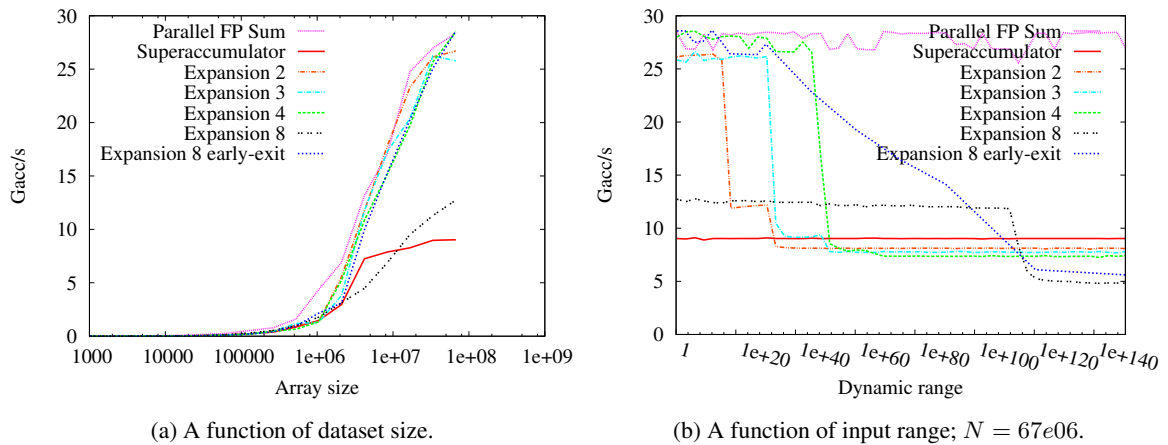 30
25
20
15
10
5
0
Gacc/s
Parallel FP Sum
Superaccumulator
Expansion 2
Expansion 3
Expansion 4
Expansion 8
Expansion 8 early-exit
1000 10000 100000 1e+06 1e+07 1e+08 1e+09
Array size
(a) A function of dataset size.
30
25
20
15
10
5
0
Gacc/s
Parallel FP Sum
Superaccumulator
Expansion 2
Expansion 3
Expansion 4
Expansion 8
Expansion 8 early-exit
1 1e+20 1e+40 1e+60 1e+80 1e+100 1e+120 1e+140
Dynamic range
(b) A function of input range; N = 67e06.